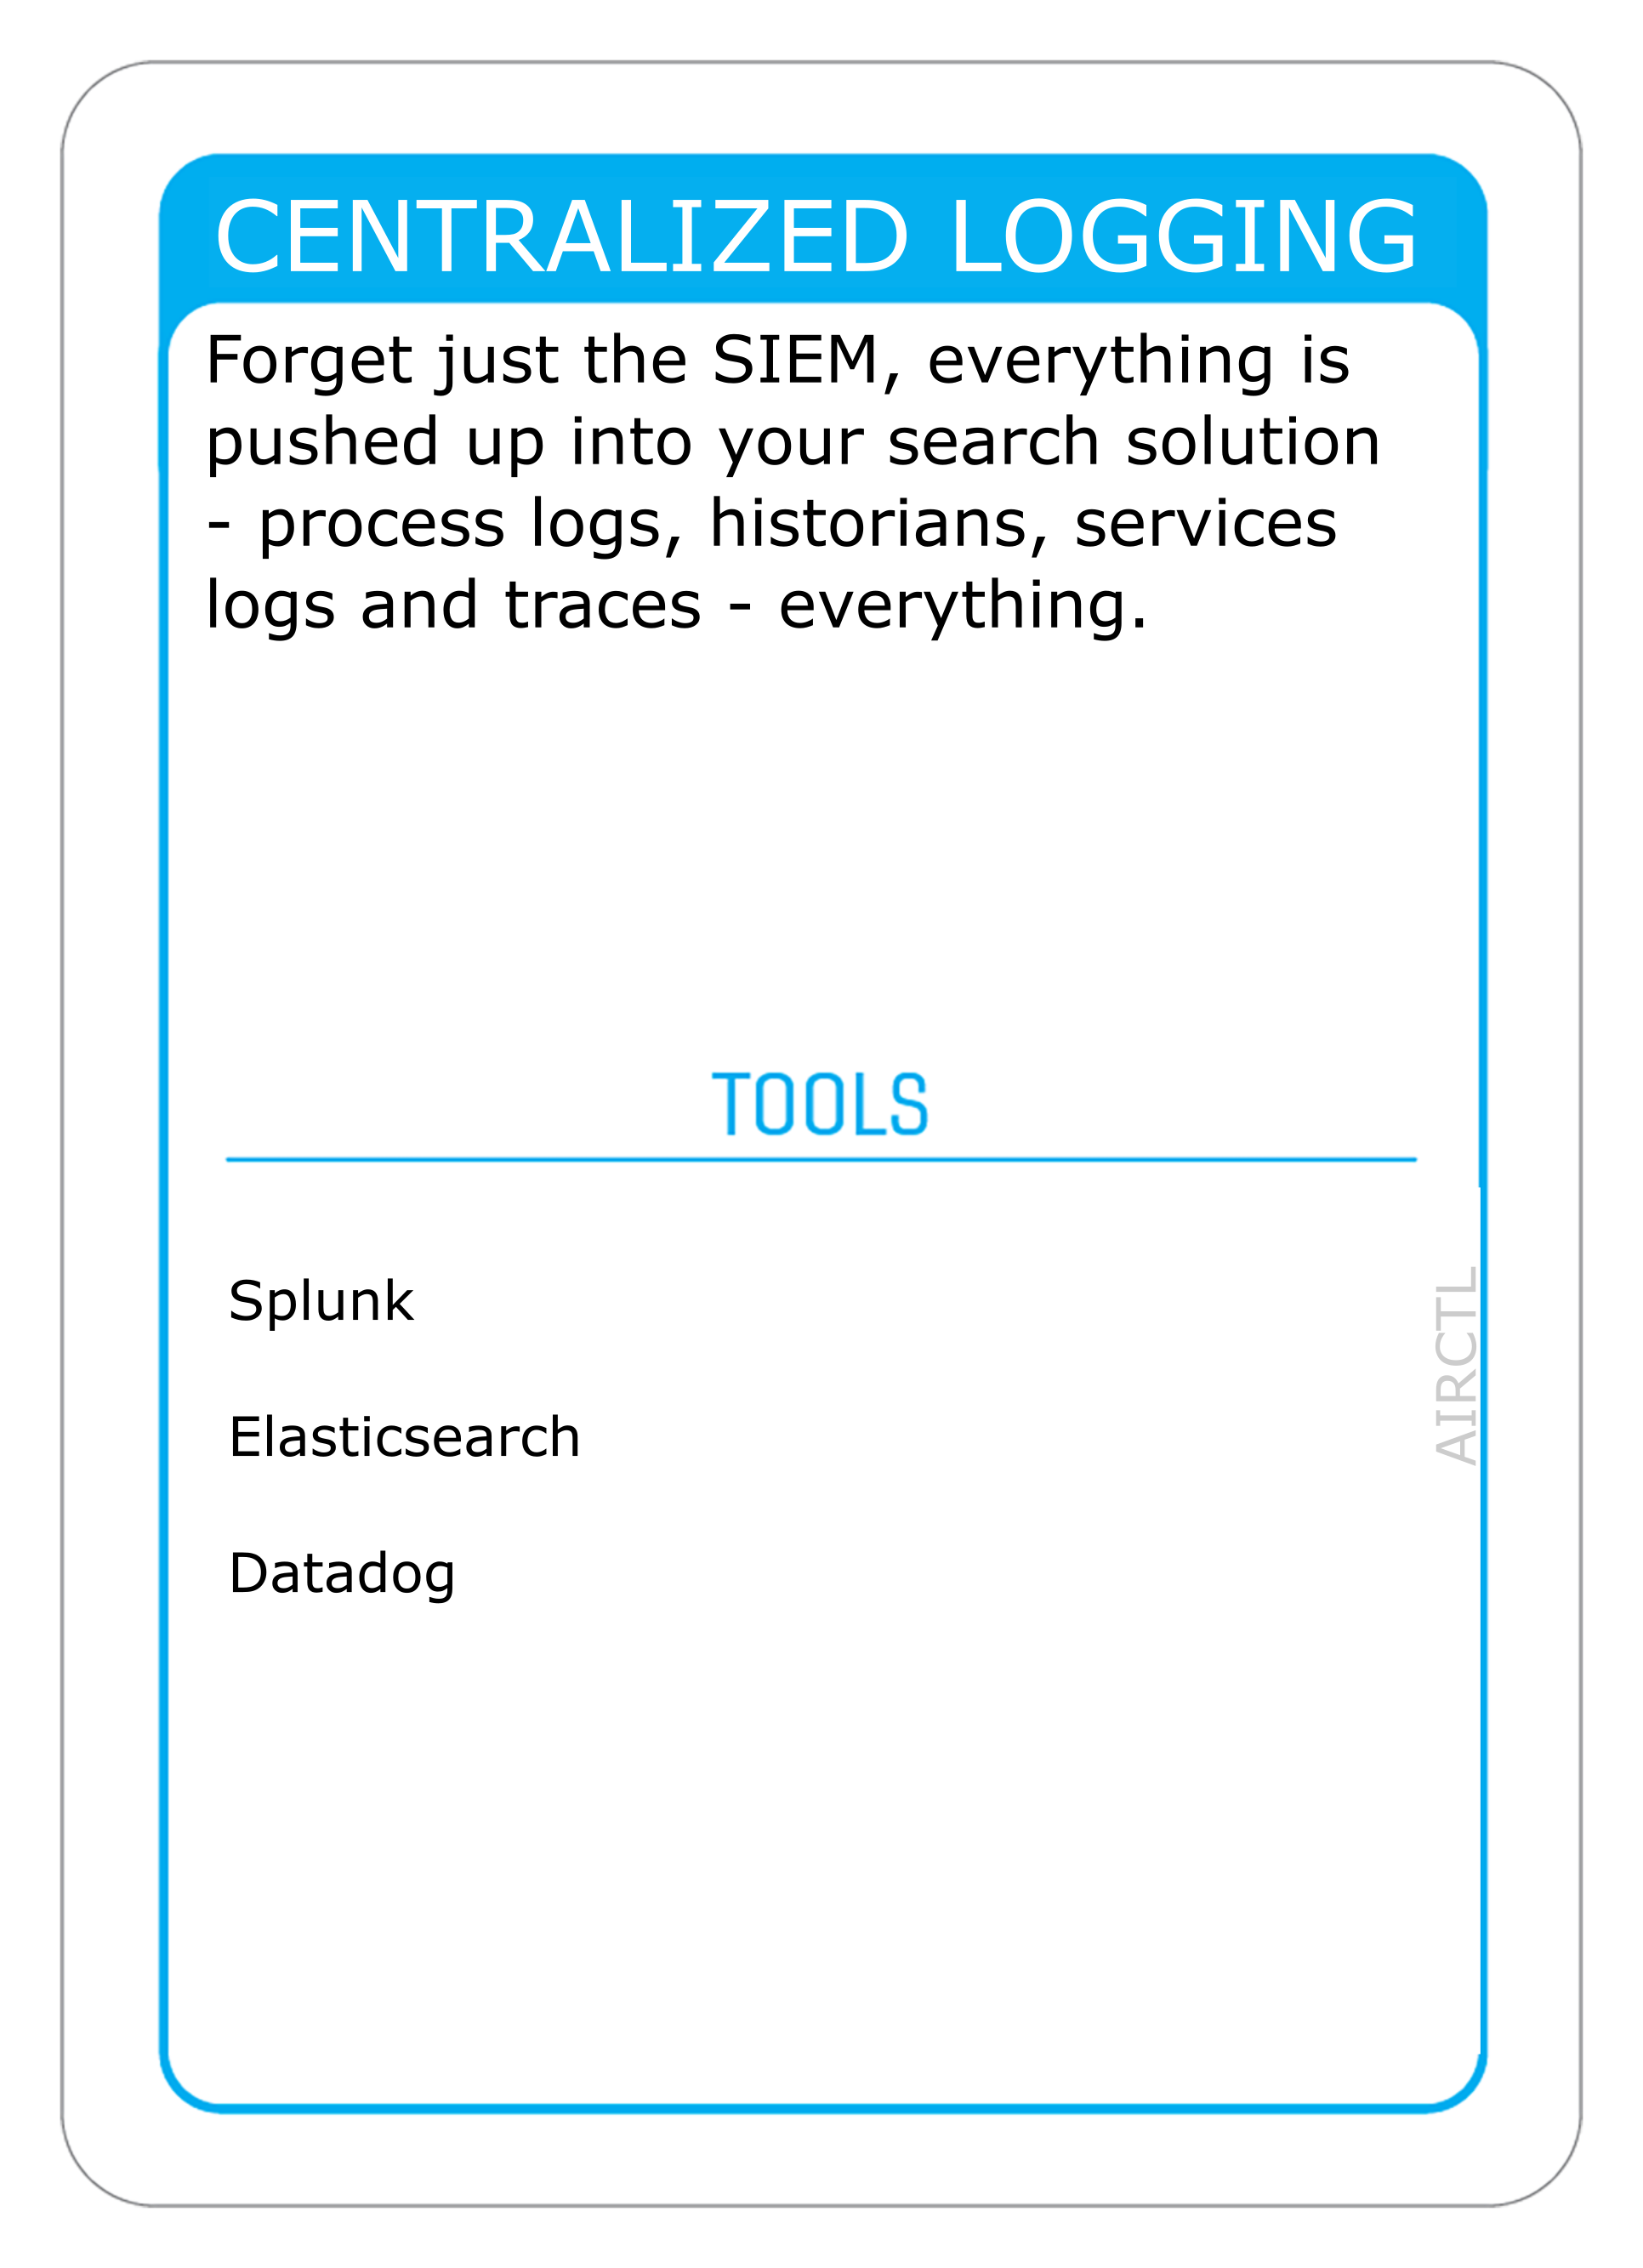 CENTRALIZED LOGGING
Forget just the SIEM, everything is
pushed up into your search solution
- process logs, historians, services
logs and traces - everything.
TOOLS
Splunk
AIRCTL
Elasticsearch
Datadog